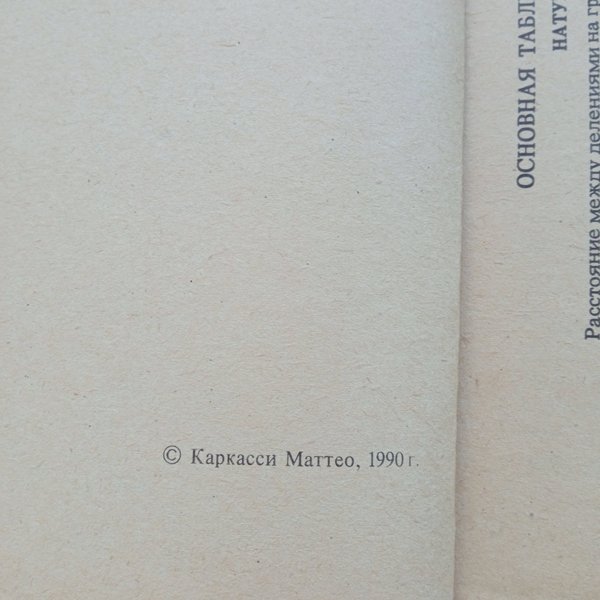 © Каркасси Маттео, 1990 г.
ОСНОВНАЯ
Расстояние между делениями на